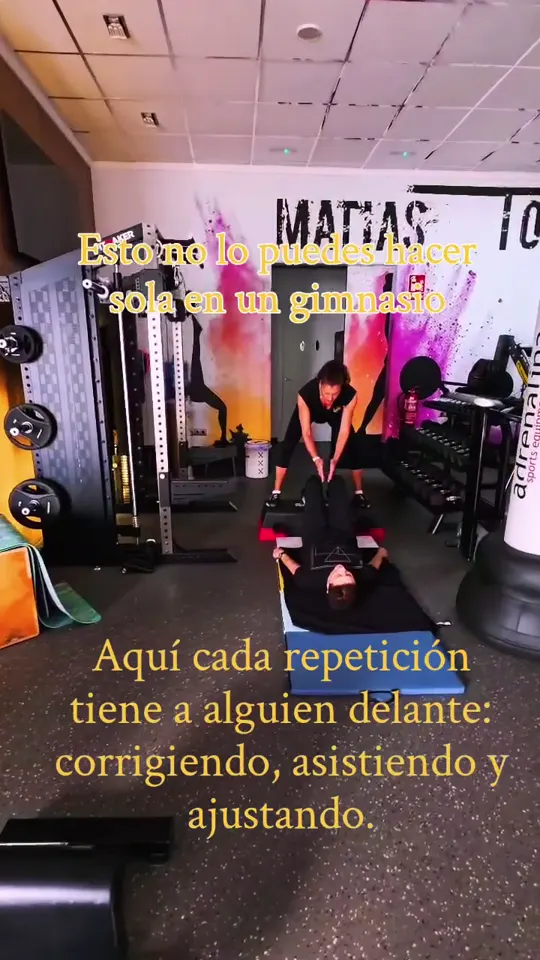 MATIAS TO
Esto no lo puedes hacer
sola en un gimnasio
adrenalina
sports equipment
Aquí cada repetición
tiene a alguien delante:
corrigiendo, asistiendo y
ajustando.